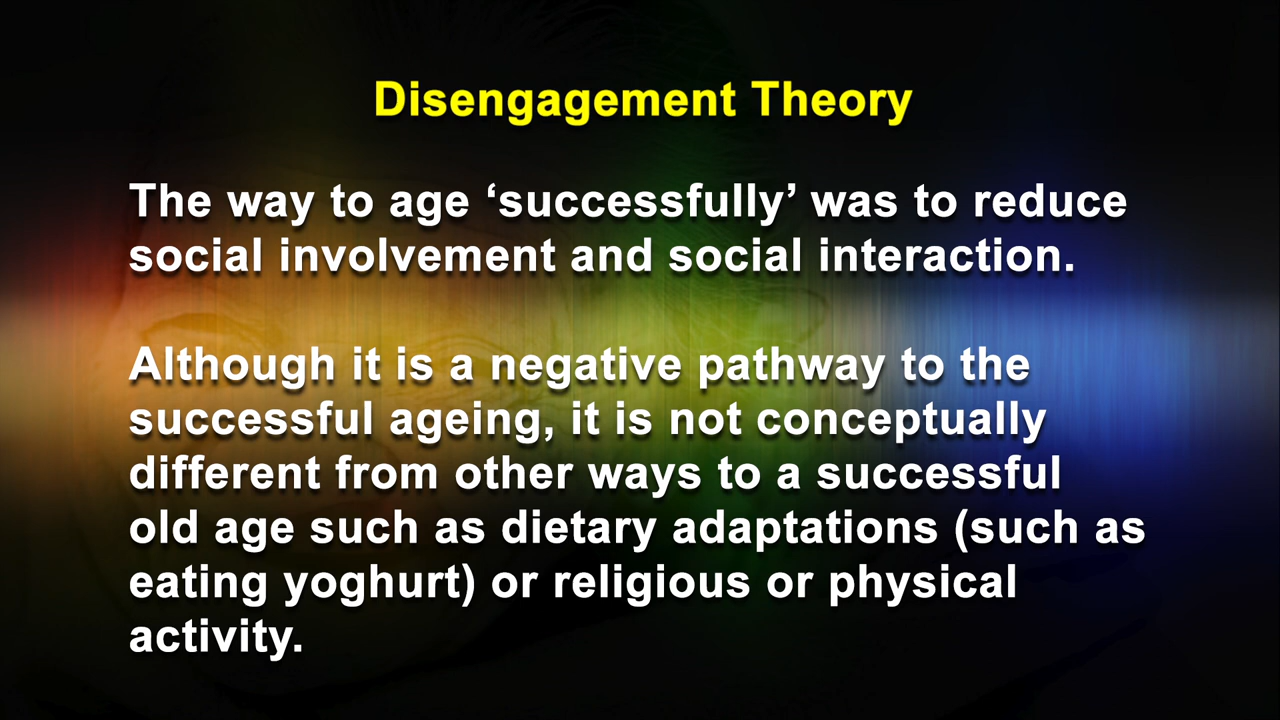 Disengagement Theory
The way to age ‘successfully’ was to reduce
social involvement and social interaction.
Although it is a negative pathway to the
successful ageing, it is not conceptually
different from other ways to a successful
old age such as dietary adaptations (such as
eating yoghurt) or religious or physical
activity.